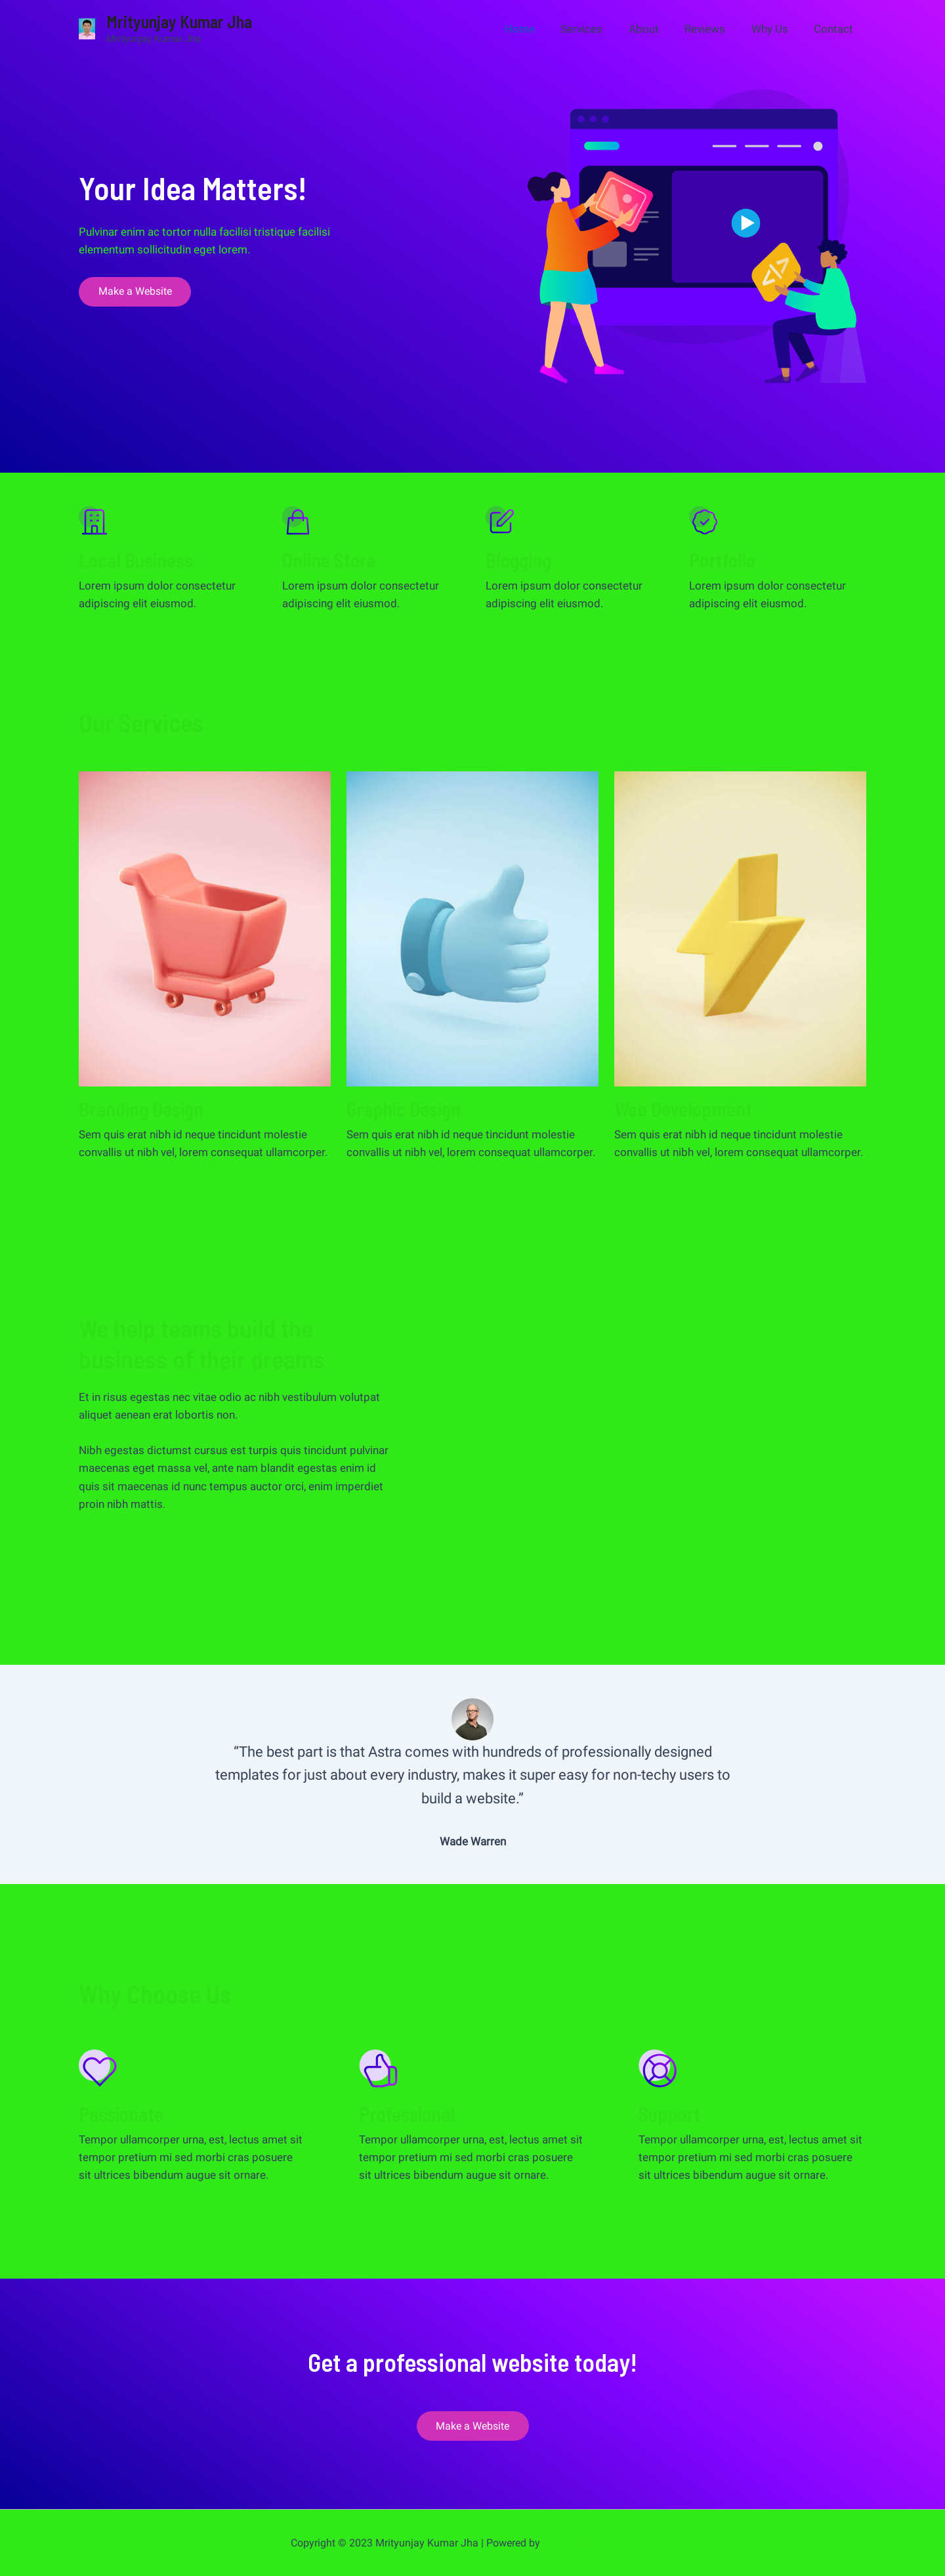 Mrityunjay Kumar Jha
Home Services About Reviews Why Us Contact
Your Idea Matters!
Pulvinar enim ac tortor nulla facilisi tristique facilisi
elementum sollicitudin eget lorem.
Make a Website
Local Business
Lorem ipsum dolor consectetur
adipiscing elit eiusmod.
Online Store
Lorem ipsum dolor consectetur
adipiscing elit eiusmod.
Blogging
Lorem ipsum dolor consectetur
adipiscing elit eiusmod.
Portfolio
Lorem ipsum dolor consectetur
adipiscing elit eiusmod.
Our Services
Branding Design
Sem quis erat nibh id neque tincidunt molestie
convallis ut nibh vel, lorem consequat ullamcorper.
Graphic Design
Sem quis erat nibh id neque tincidunt molestie
convallis ut nibh vel, lorem consequat ullamcorper.
Web Development
Sem quis erat nibh id neque tincidunt molestie
convallis ut nibh vel, lorem consequat ullamcorper.
We help teams build the
business of their dreams
Et in risus egestas nec vitae odio ac nibh vestibulum volutpat
aliquet aenean erat lobortis non.
Nibh egestas dictumst cursus est turpis quis tincidunt pulvinar
maecenas eget massa vel, ante nam blandit egestas enim id
quis sit maecenas id nunc tempus auctor orci, enim imperdiet
proin nibh mattis.
“The best part is that Astra comes with hundreds of professionally designed
templates for just about every industry, makes it super easy for non-techy users to
build a website.”
Wade Warren
Why Choose Us
Passionate
Tempor ullamcorper urna, est, lectus amet sit
tempor pretium mi sed morbi cras posuere
sit ultrices bibendum augue sit ornare.
Professional
Tempor ullamcorper urna, est, lectus amet sit
tempor pretium mi sed morbi cras posuere
sit ultrices bibendum augue sit ornare.
Support
Tempor ullamcorper urna, est, lectus amet sit
tempor pretium mi sed morbi cras posuere
sit ultrices bibendum augue sit ornare.
Get a professional website today!
Make a Website
Copyright © 2023 Mrityunjay Kumar Jha | Powered by